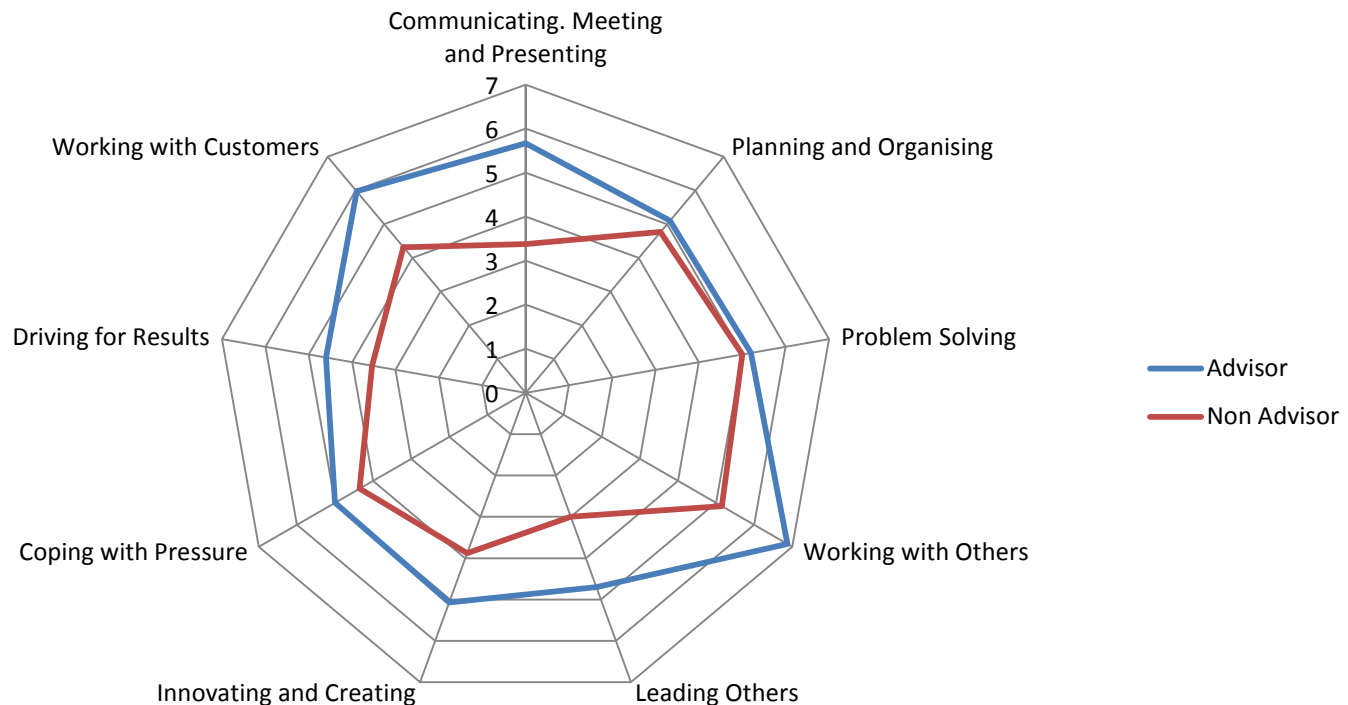 Communicating. Meeting
and Presenting
7
6
5
4
3
2
1
0
Working with Customers
Planning and Organising
Driving for Results
Problem Solving
Coping with Pressure
Working with Others
Innovating and Creating
Leading Others
Advisor
Non Advisor